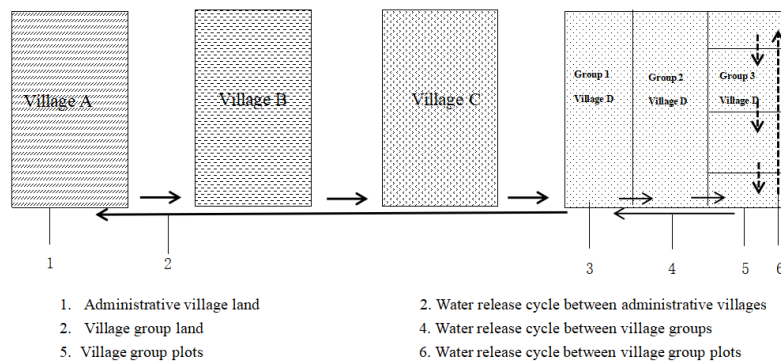 Village A
Village B
Village C
Group 1
Village D
Group 2
Village D
Group 3
Village D
1
2
3
4
5
6
1. Administrative village land
2. Water release cycle between administrative villages
2. Village group land
4. Water release cycle between village groups
5. Village group plots
6. Water release cycle between village group plots